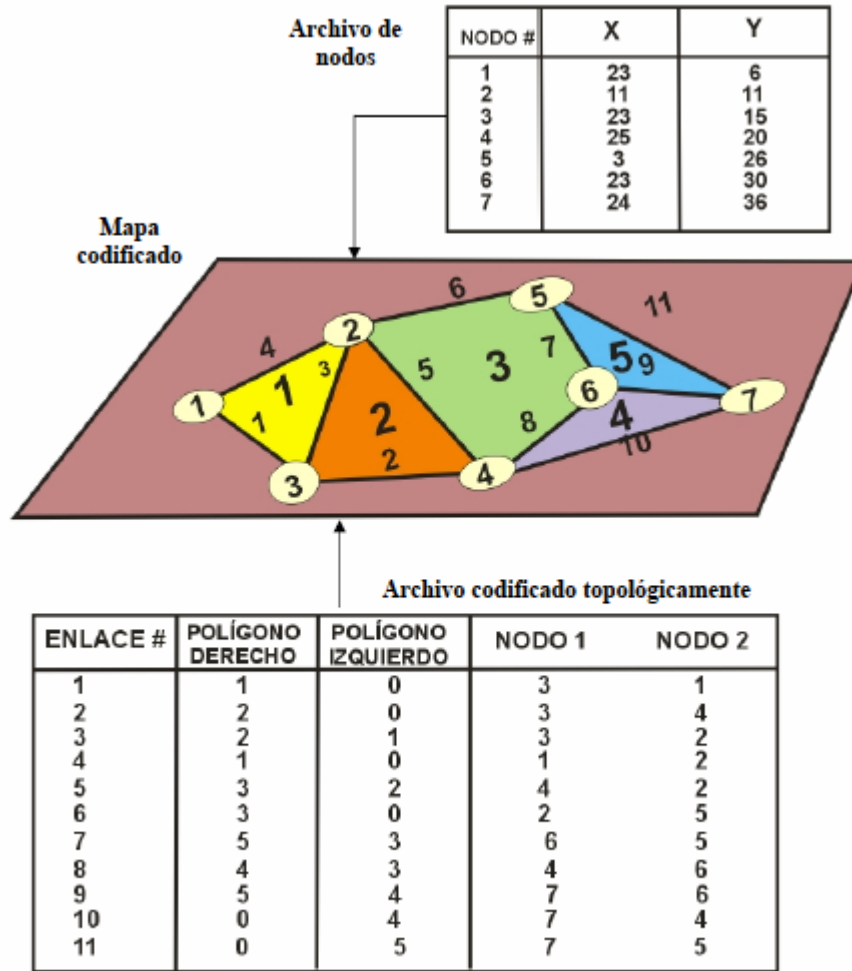 Archivo de
nodos
NODO # X Y
1 23 6
2 11 11
3 23 15
4 25 20
5 3 26
6 23 30
7 24 36
Mapa
codificado
6 5 11
4 2 7 5 9
3 5 3
1 1 6 7
1 2 8 4
3 2 4 10
Archivo codificado topológicamente
ENLACE # POLÍGONO DERECHO POLÍGONO IZQUIERDO NODO 1 NODO 2
1 1 0 3 1
2 2 0 3 4
3 2 1 3 2
4 1 0 1 2
5 3 2 4 2
6 3 0 2 5
7 5 3 6 5
8 4 3 4 6
9 5 4 7 6
10 0 4 7 4
11 0 5 7 5